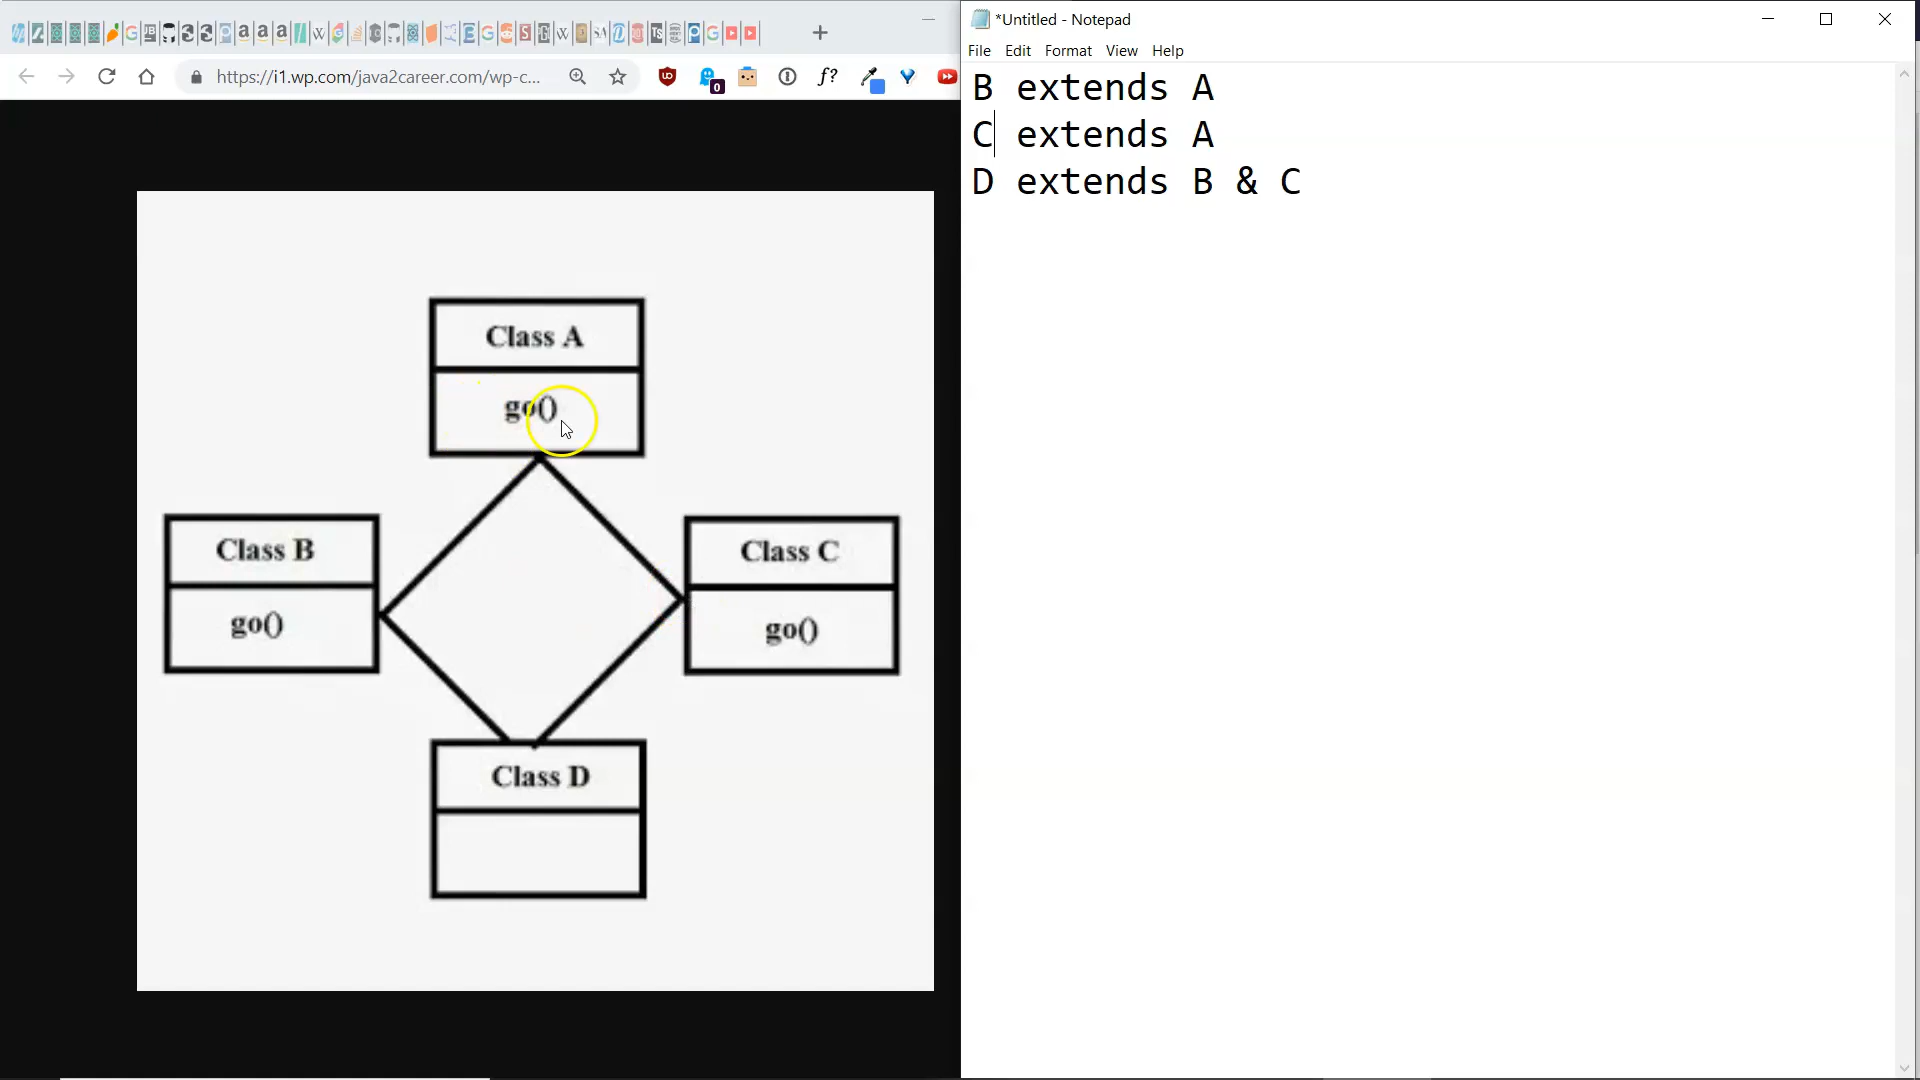 https://i1.wp.com/java2career.com/wp-c...
0
f?
Class A
go()
Class B
go()
Class C
go()
Class D
*Untitled - Notepad
File Edit Format View Help
B extends A
C extends A
D extends B & C